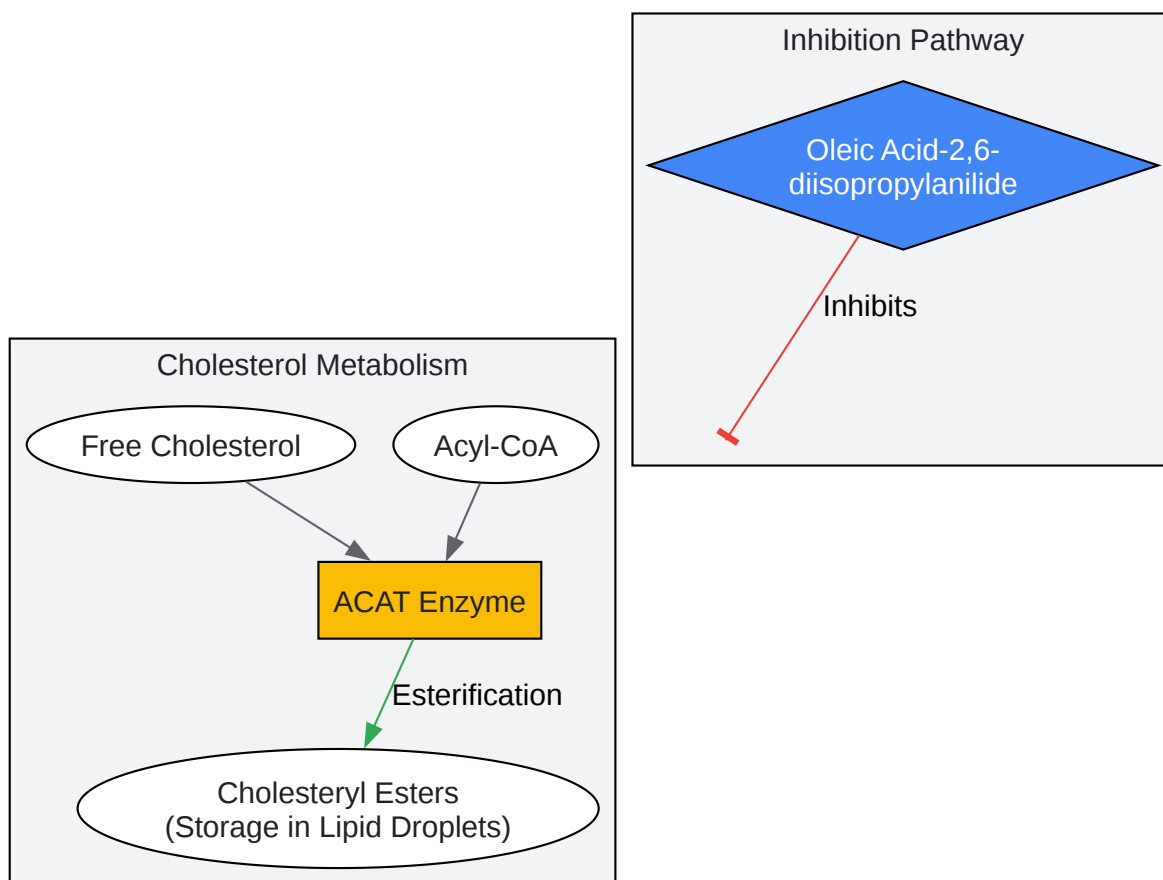 Inhibition Pathway
Oleic Acid-2,6-
diisopropylanilide
Inhibits
Cholesterol Metabolism
Free Cholesterol
Acyl-CoA
ACAT Enzyme
Esterification
Cholesteryl Esters
(Storage in Lipid Droplets)